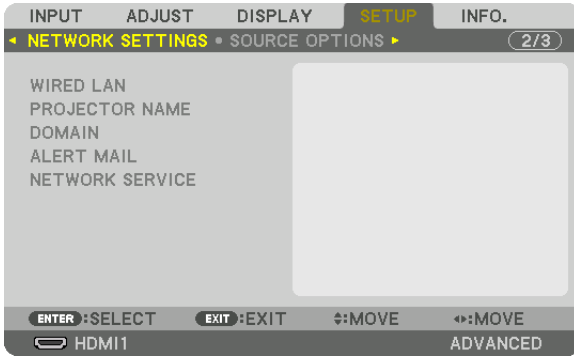 INPUT ADJUST DISPLAY SETUP INFO.
NETWORK SETTINGS • SOURCE OPTIONS 2/3
WIRED LAN
PROJECTOR NAME
DOMAIN
ALERT MAIL
NETWORK SERVICE
ENTER :SELECT EXIT :EXIT :MOVE :MOVE
HDMI1 ADVANCED